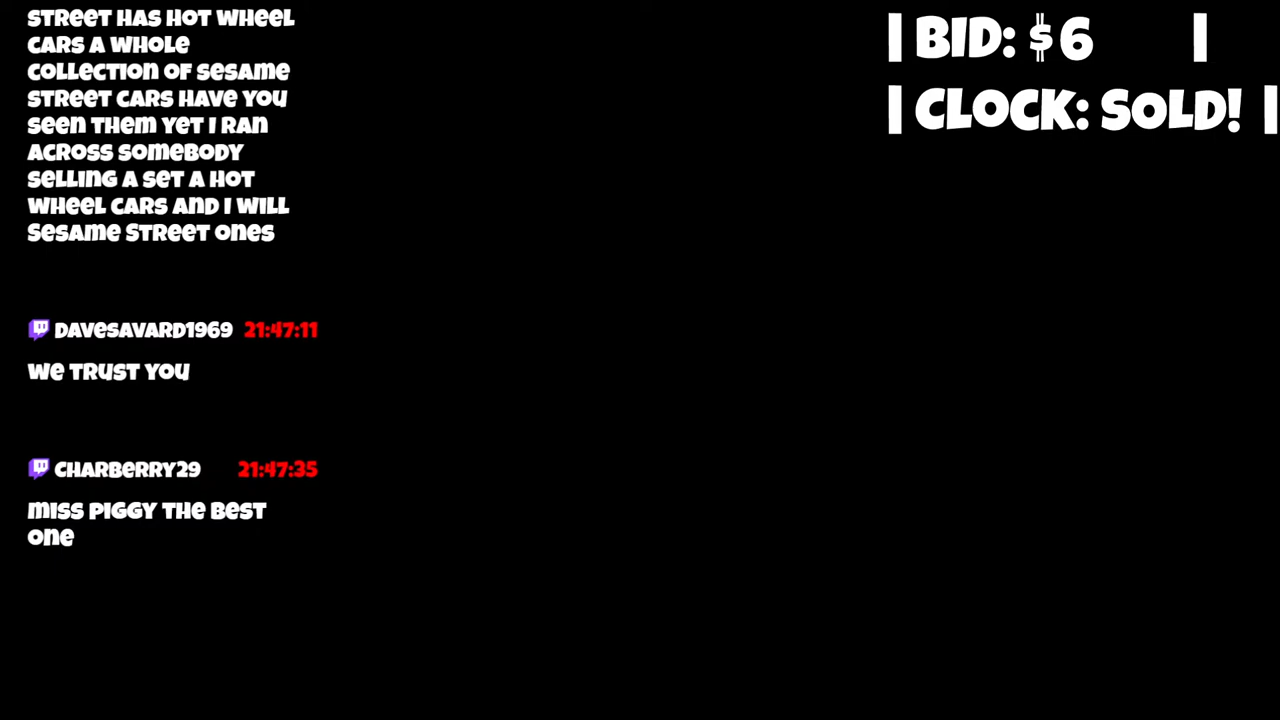 STREET HAS HOT WHEEL
CARS A WHOLE
COLLECTION OF SESAME
STREET CARS HAVE YOU
SEEN THEM YET I RAN
ACROSS SOMEBODY
SELLING A SET A HOT
WHEEL CARS AND I WILL
SESAME STREET ONES
DAVESAVARD1969 21:47:11
WE TRUST YOU
CHARBERRY29 21:47:35
MISS PIGGY THE BEST
ONE
| BID: $6 |
| CLOCK: SOLD! |